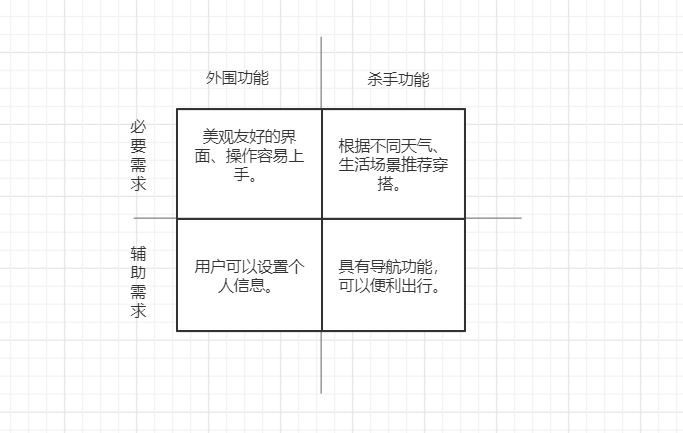 外围功能
杀手功能
必要需求
美观友好的界
面、操作容易上
手。
根据不同天气、
生活场景推荐穿
搭。
辅助需求
用户可以设置个
人信息。
具有导航功能，
可以便利出行。